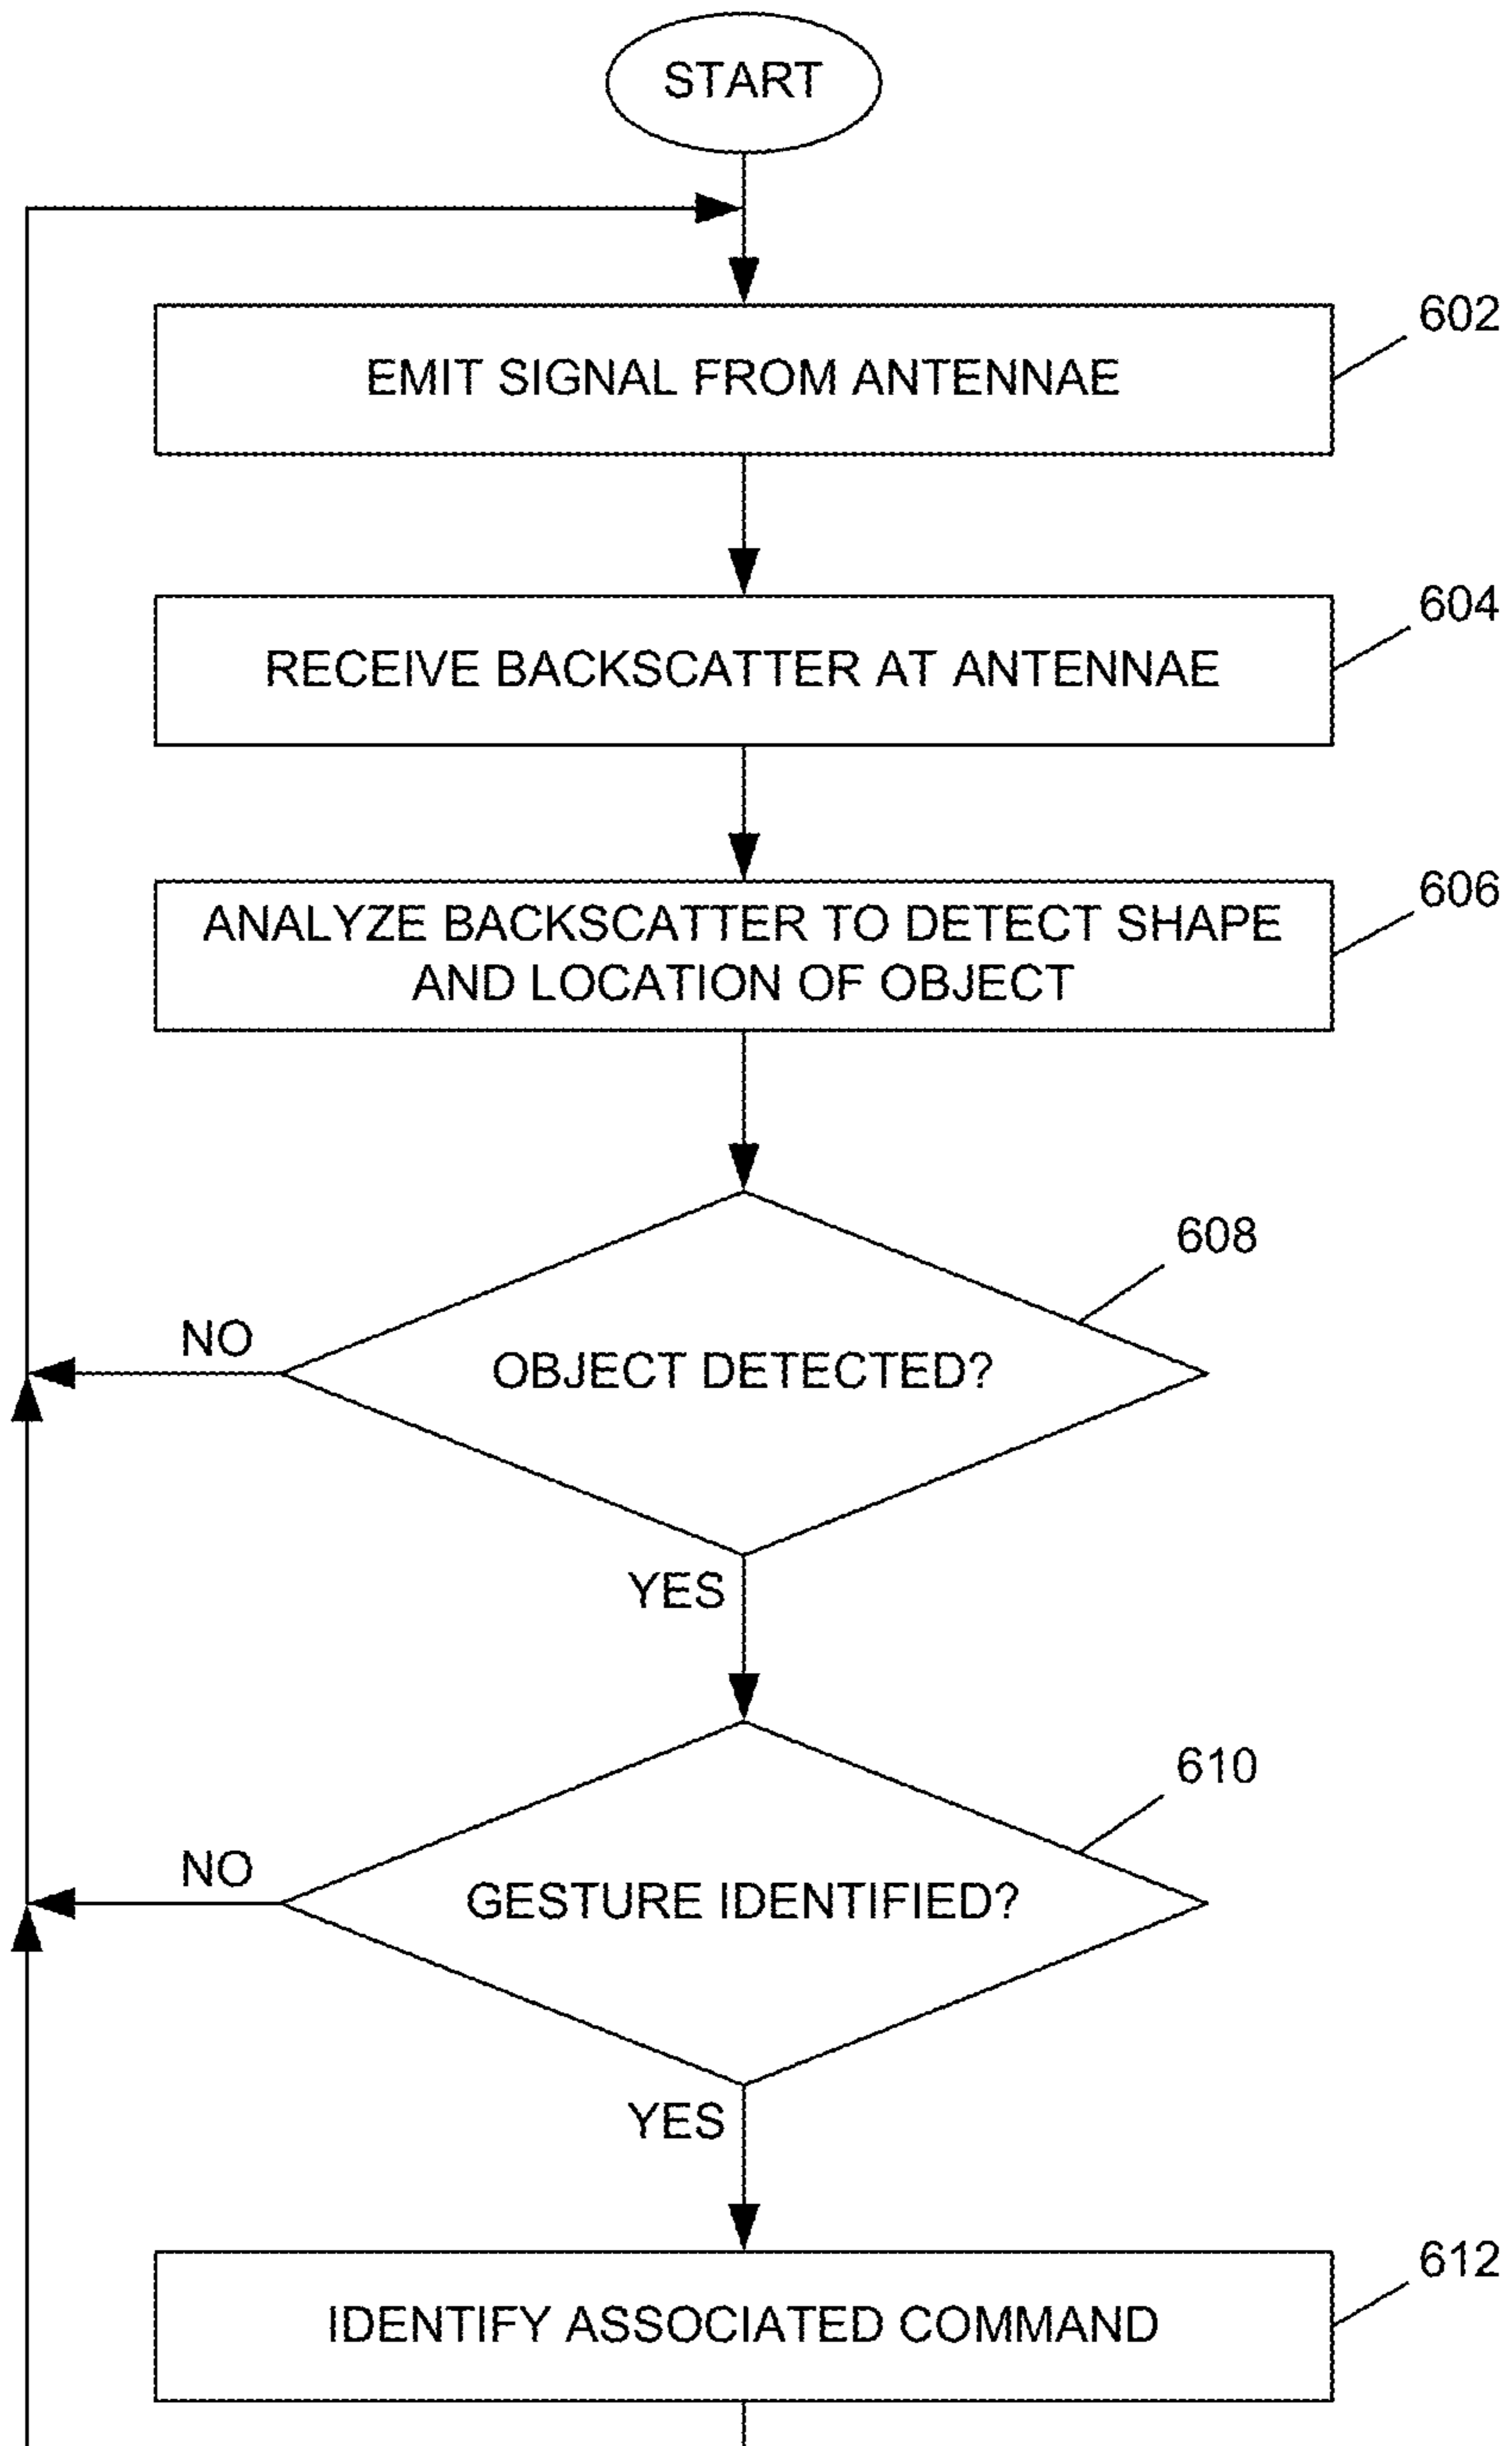 START
602
EMIT SIGNAL FROM ANTENNAE
604
RECEIVE BACKSCATTER AT ANTENNAE
606
ANALYZE BACKSCATTER TO DETECT SHAPE
AND LOCATION OF OBJECT
608
NO
OBJECT DETECTED?
YES
610
NO
GESTURE IDENTIFIED?
YES
612
IDENTIFY ASSOCIATED COMMAND